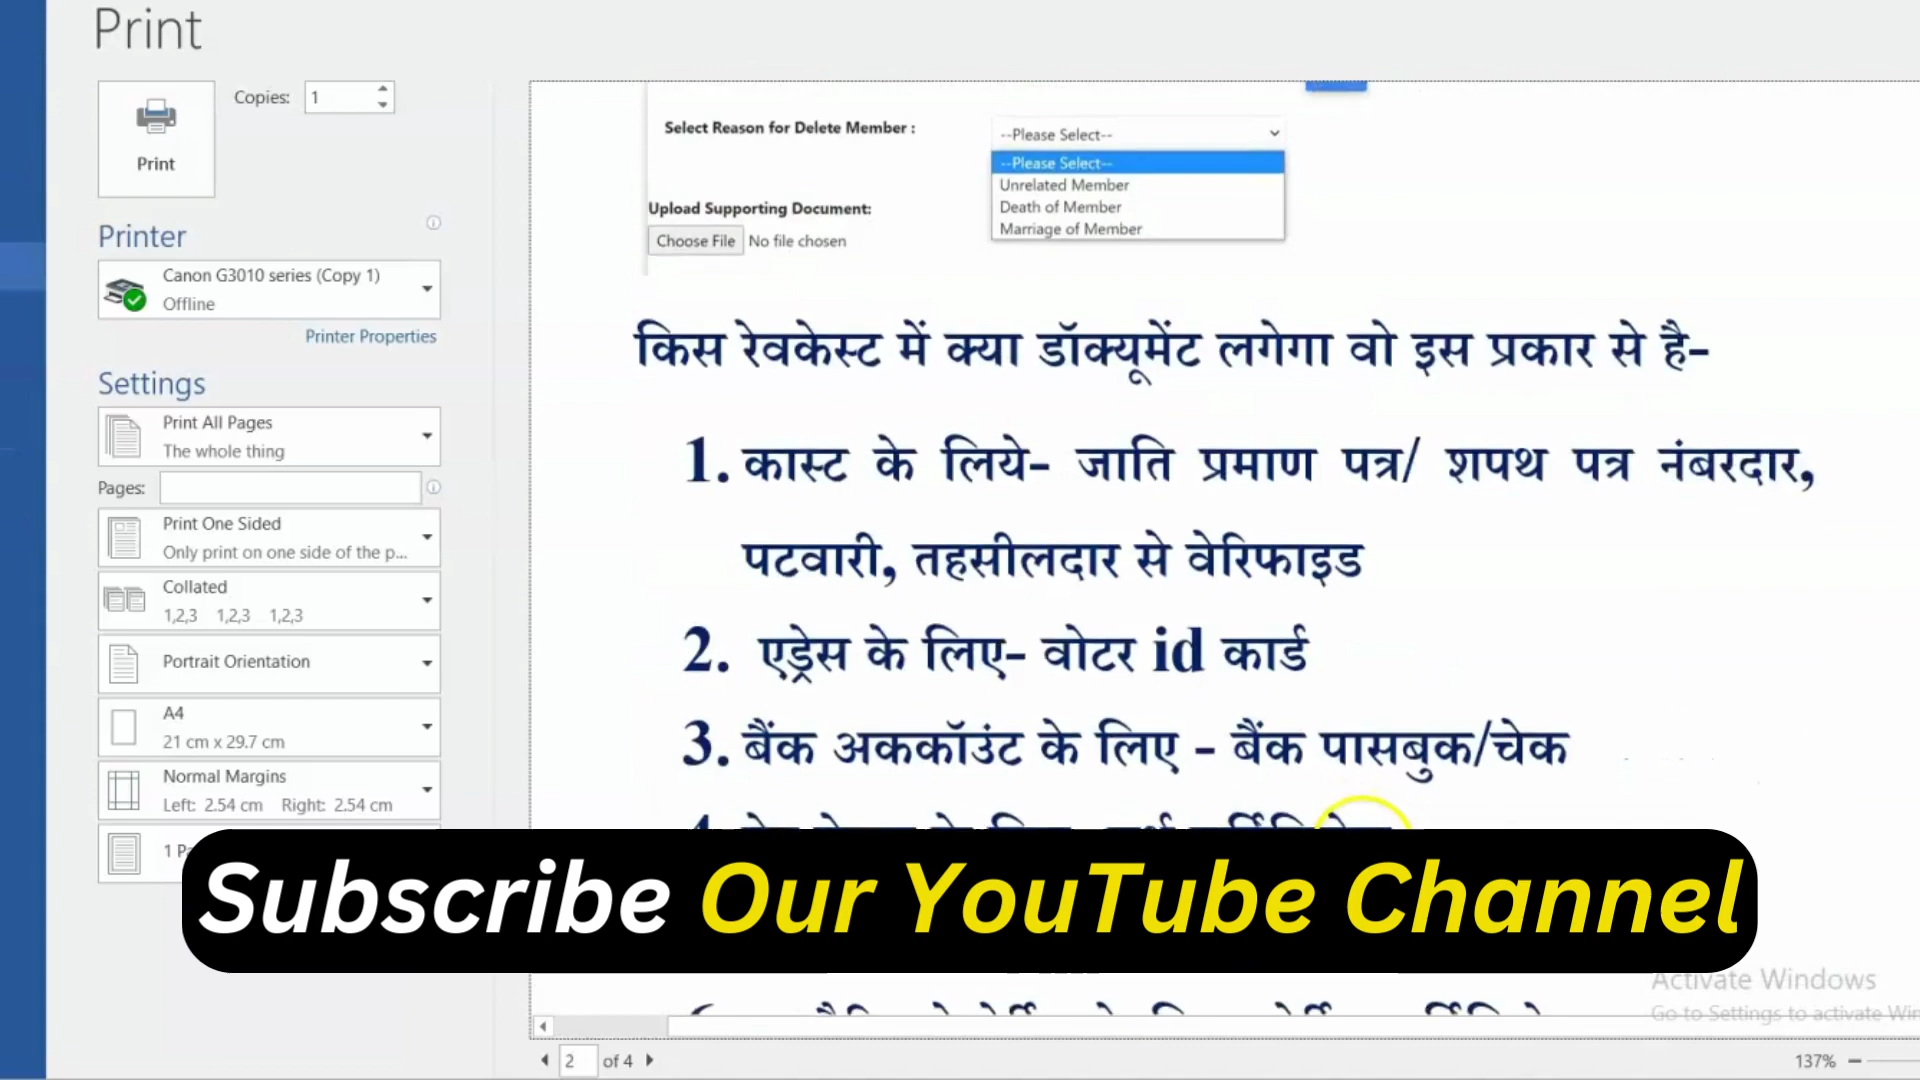 Print
Copies: 1
Print
Printer
Canon G3010 series (Copy 1)
Offline
Printer Properties
Settings
Print All Pages
The whole thing
Pages:
Print One Sided
Only print on one side of the p...
Collated
1,2,3 1,2,3 1,2,3
Portrait Orientation
A4
21 cm x 29.7 cm
Normal Margins
Left: 2.54 cm Right: 2.54 cm
1
Select Reason for Delete Member :
--Please Select--
--Please Select--
Unrelated Member
Death of Member
Marriage of Member
Upload Supporting Document:
Choose File No file chosen
किस रेवकेस्ट में क्या डॉक्यूमेंट लगेगा वो इस प्रकार से है-
1. कास्ट के लिये- जाति प्रमाण पत्र/ शपथ पत्र नंबरदार,
पटवारी, तहसीलदार से वेरिफाइड
2. एड्रेस के लिए- वोटर id कार्ड
3. बैंक अककॉउंट के लिए - बैंक पासबुक/चेक
Subscribe Our YouTube Channel
Activate Windows
Go to Settings to activate
2 of 4
137%